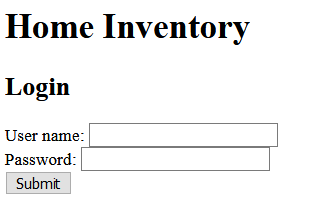 Home Inventory
Login
User name:
Password:
Submit